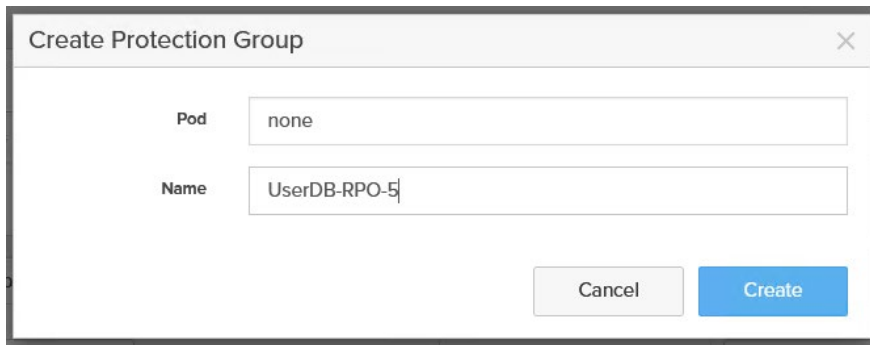 Create Protection Group
Pod
none
Name
UserDB-RPO-5
Cancel
Create